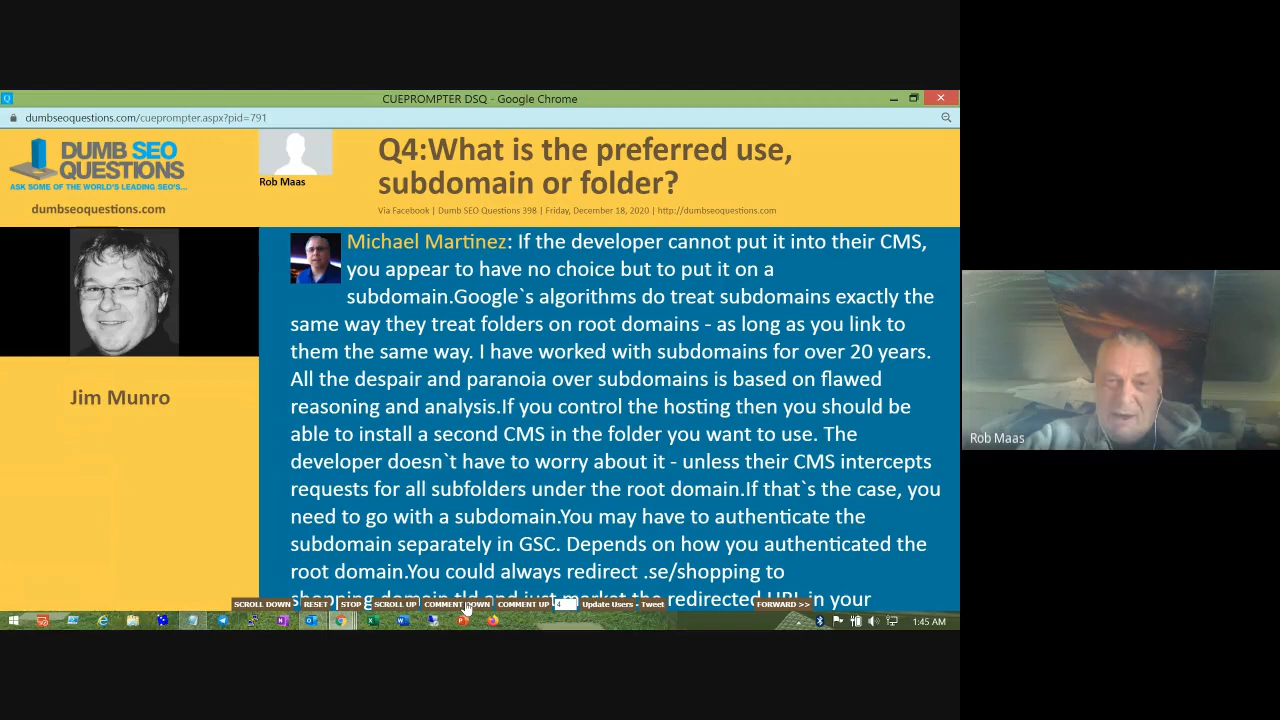 CUEPROMPTER DSQ - Google Chrome
dumbseoquestions.com/cueprompter.aspx?pid=791
DUMB SEO
QUESTIONS
ASK SOME OF THE WORLD'S LEADING SEO'S...
dumbseoquestions.com
Rob Maas
Q4:What is the preferred use,
subdomain or folder?
Via Facebook | Dumb SEO Questions 398 | Friday, December 18, 2020 | http://dumbseoquestions.com
Jim Munro
Michael Martinez: If the developer cannot put it into their CMS,
you appear to have no choice but to put it on a
subdomain.Google`s algorithms do treat subdomains exactly the
same way they treat folders on root domains - as long as you link to
them the same way. I have worked with subdomains for over 20 years.
All the despair and paranoia over subdomains is based on flawed
reasoning and analysis.If you control the hosting then you should be
able to install a second CMS in the folder you want to use. The
developer doesn`t have to worry about it - unless their CMS intercepts
requests for all subfolders under the root domain.If that`s the case, you
need to go with a subdomain.You may have to authenticate the
subdomain separately in GSC. Depends on how you authenticated the
root domain.You could always redirect .se/shopping to
shopping.domain.tld and just market the redirected URL in your
SCROLL DOWN RESET STOP SCROLL UP COMMENT DOWN COMMENT UP 4 Update Users - Tweet FORWARD >>
1:45 AM
Rob Maas